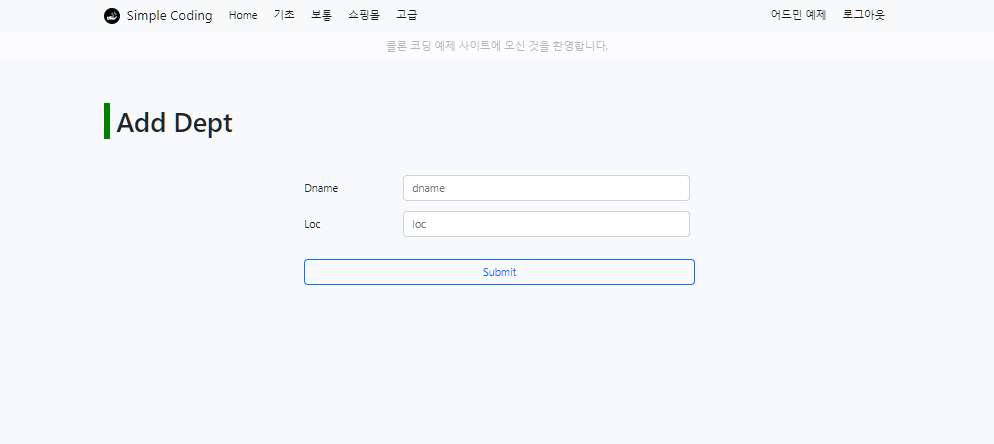 Simple Coding Home 기초 보통 쇼핑몰 고급 어드민 예제 로그아웃
클론 코딩 예제 사이트에 오신 것을 환영합니다.
Add Dept
Dname dname
Loc loc
Submit